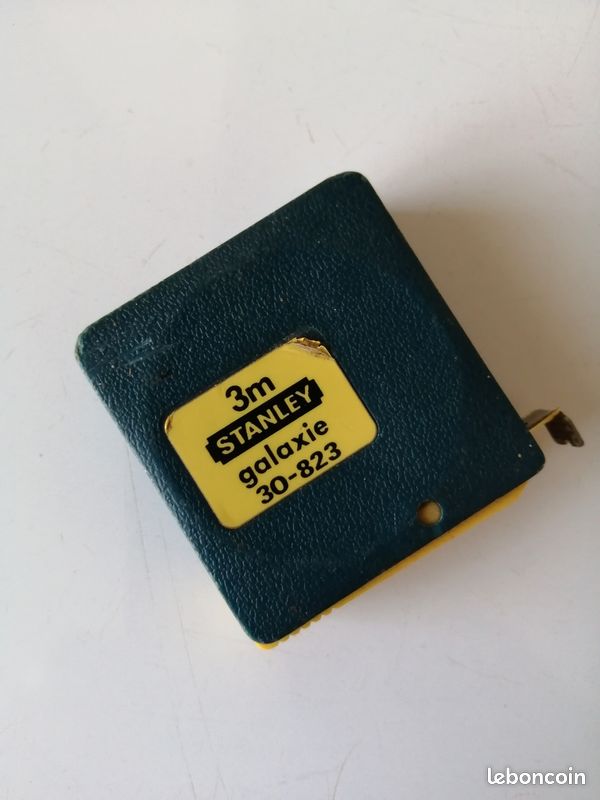 3m
STANLEY
galaxie
30-823
leboncoin